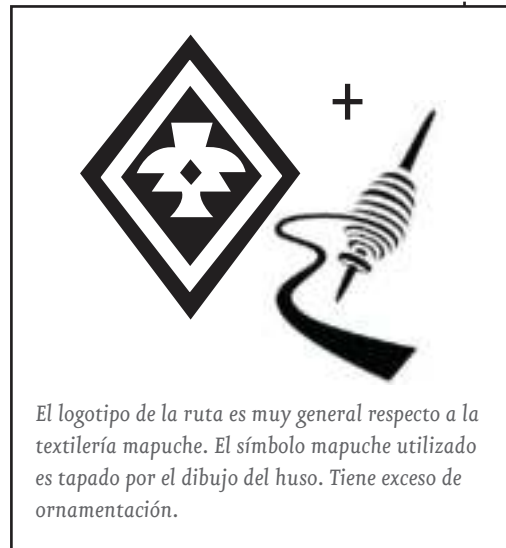 +
El logotipo de la ruta es muy general respecto a la
textilería mapuche. El símbolo mapuche utilizado
es tapado por el dibujo del huso. Tiene exceso de
ornamentación.